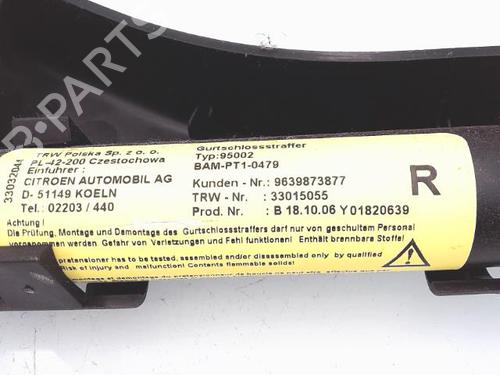 33032041
TRW Polska Sp. z o. o.
PL-42-200 Czestochowa
Einfuhrer :
CITROEN AUTOMOBIL AG
D- 51149 KOELN
Tel.: 02203 / 440
Gurtschlossstraffer
Typ:95002
BAM-PT1-0479
Kunden - Nr.: 9639873877
TRW - Nr.: 33015055
Prod. Nr. : B 18.10.06 Y01820639
R
Achtung !
Die Prüfung, Montage und Demontage des Gurtschlossstraffers darf nur von geschultem Personal
vorgenommen werden. Gefahr von Verletzungen und Fehl funktionen! Enthält brennbare Stoffe!
pretensioner has to be tested, assembled and/or disassembled only by qualified
Risk of injury and malfunction! Contents flammable solids!
B-Parts